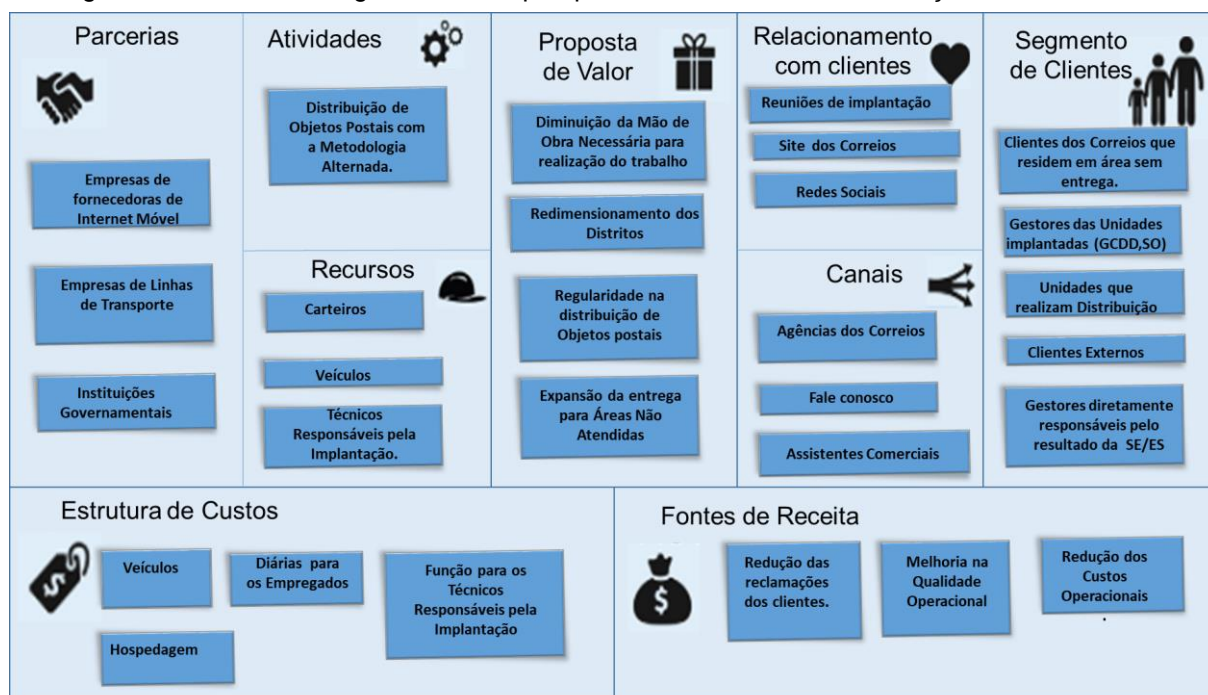 Parcerias
Empresas de
fornecedoras de
Internet Móvel
Empresas de Linhas
de Transporte
Instituições
Governamentais
Atividades
Distribuição de
Objetos Postais com
a Metodologia
Alternada.
Recursos
Carteiros
Veículos
Técnicos
Responsáveis pela
Implantação.
Proposta
de Valor
Diminuição da Mão de
Obra Necessária para
realização do trabalho
Redimensionamento dos
Distritos
Regularidade na
distribuição de
Objetos postais
Expansão da entrega
para Áreas Não
Atendidas
Relacionamento
com clientes
Reuniões de implantação
Site dos Correios
Redes Sociais
Canais
Agências dos Correios
Fale conosco
Assistentes Comerciais
Segmento
de Clientes
Clientes dos Correios que
residem em área sem
entrega.
Gestores das Unidades
implantadas (GCDD,SO)
Unidades que
realizam Distribuição
Clientes Externos
Gestores diretamente
responsáveis pelo
resultado da SE/ES
Estrutura de Custos
$
Veículos
Diárias para
os Empregados
Função para os
Técnicos
Responsáveis pela
Implantação
Hospedagem
Fontes de Receita
$
Redução das
reclamações
dos clientes.
Melhoria na
Qualidade
Operacional
Redução dos
Custos
Operacionais
.